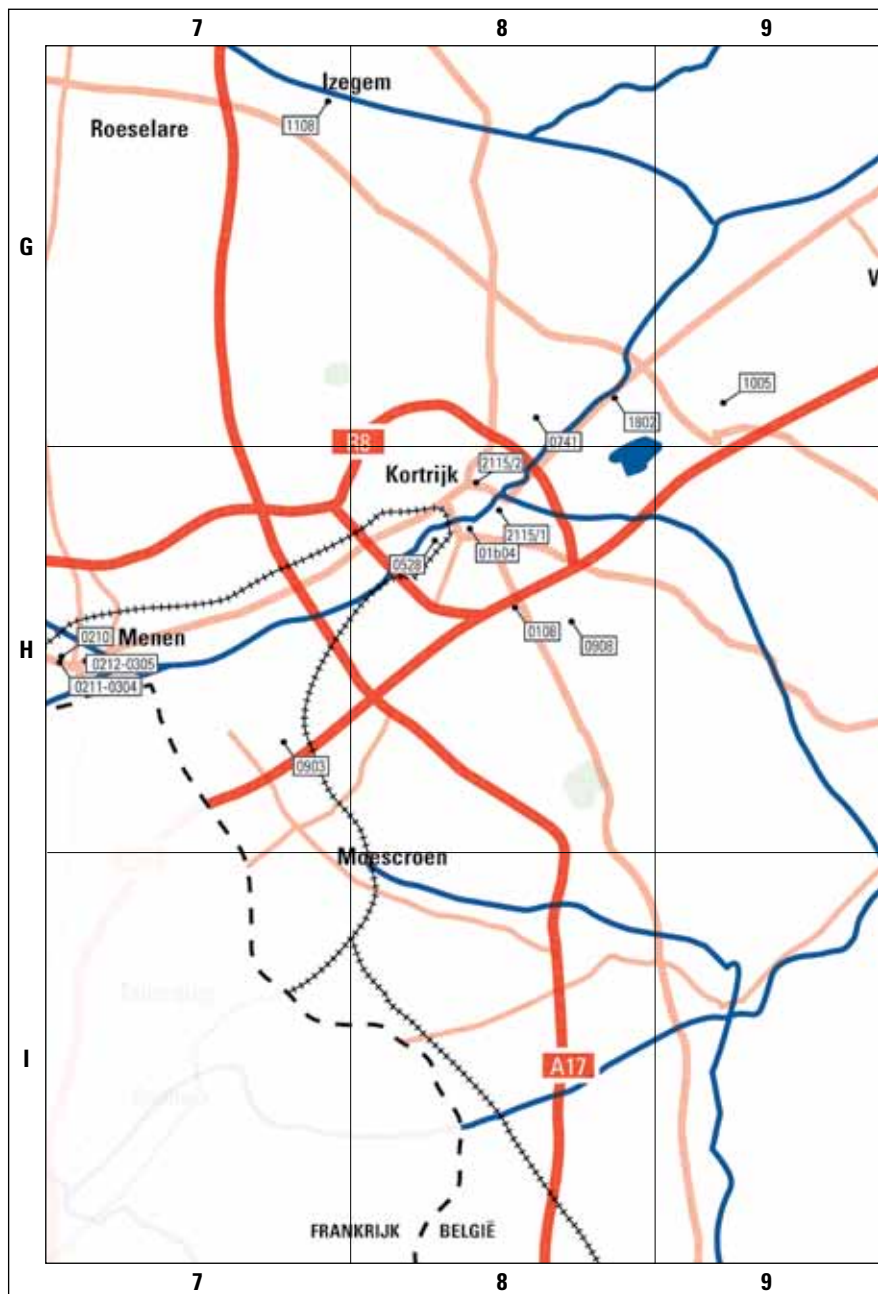 7 8 9
Izegem
1108
Roeselare
G
1005
1802
0741
R8
2115/2
Kortrijk
2115/1
01b04
0528
0108
0210
Menen
0908
H
0212-0305
0211-0304
0903
Moescroen
I
A17
FRANKRIJK BELGIË
7 8 9